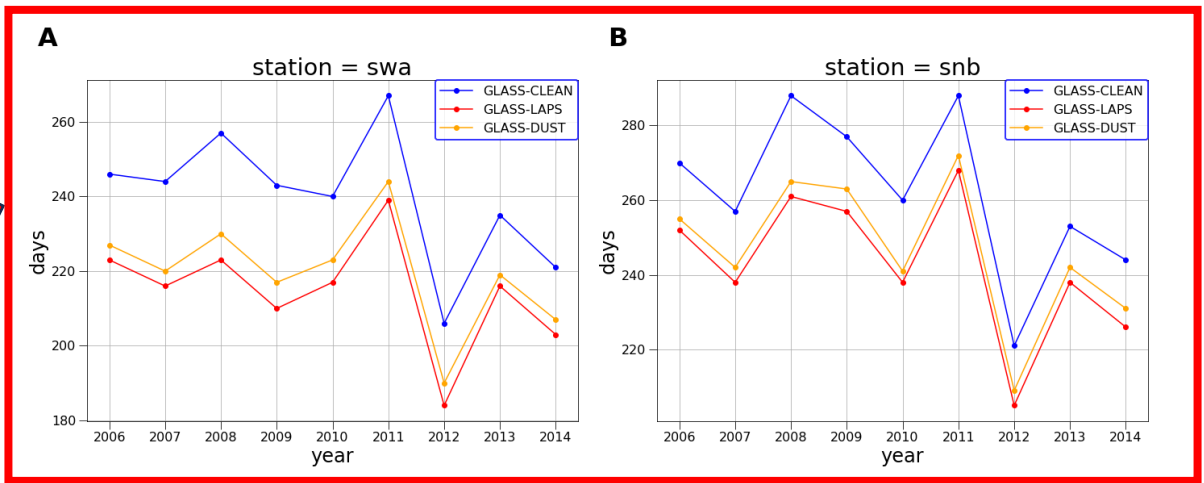 A
station = swa
GLASS-CLEAN
GLASS-LAPS
GLASS-DUST
260
240
220
200
180
days
2006 2007 2008 2009 2010 2011 2012 2013 2014
year
B
station = snb
GLASS-CLEAN
GLASS-LAPS
GLASS-DUST
280
260
240
220
days
2006 2007 2008 2009 2010 2011 2012 2013 2014
year